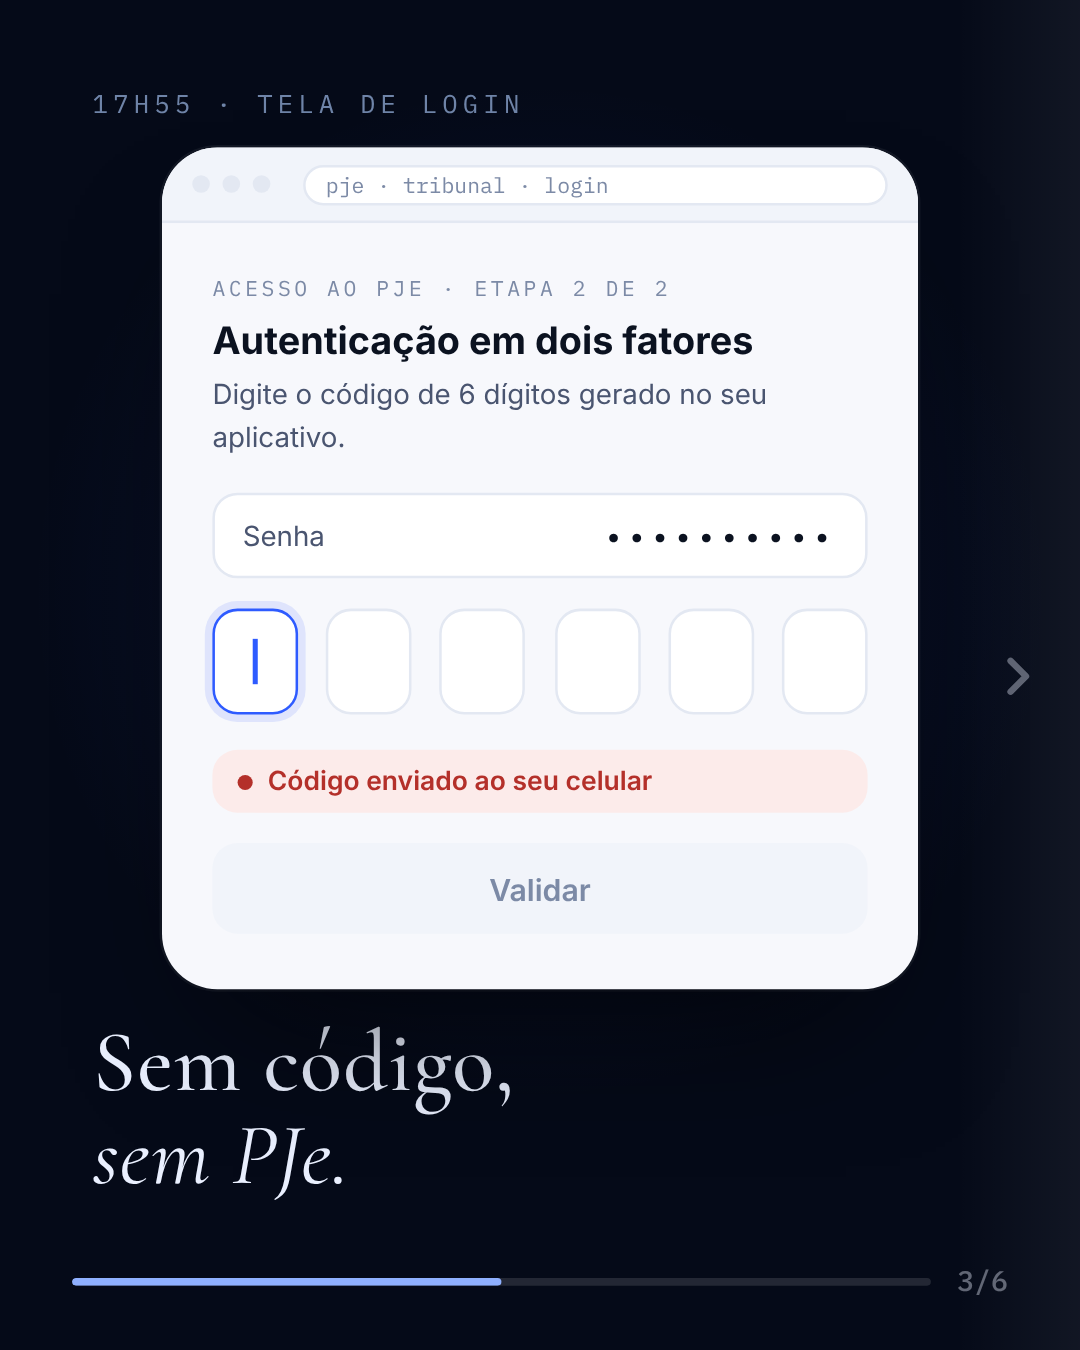 17H55 · TELA DE LOGIN
pje · tribunal · login
ACESSO AO PJE · ETAPA 2 DE 2
Autenticação em dois fatores
Digite o código de 6 dígitos gerado no seu
aplicativo.
Senha ••••••••••
Código enviado ao seu celular
Validar
Sem código,
sem PJe.
3/6